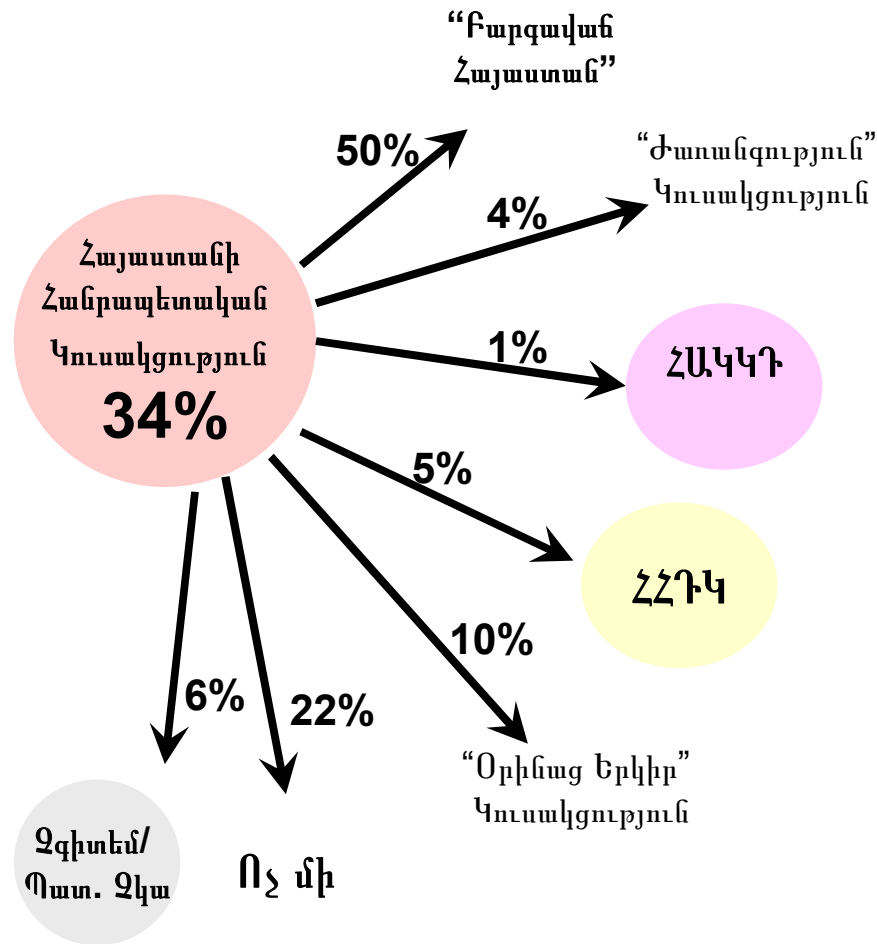 “Բարգավաճ
Հայաստան”
50%
“Ժառանգություն”
Կուսակցություն
4%
Հայաստանի
Հանրապետական
Կուսակցություն
34%
1%
ՀԱԿԿԴ
5%
ՀՀԴԿ
10%
6%
22%
“Օրինաց Երկիր”
Կուսակցություն
Չգիտեմ/
Պատ. Չկա
Ոչ մի